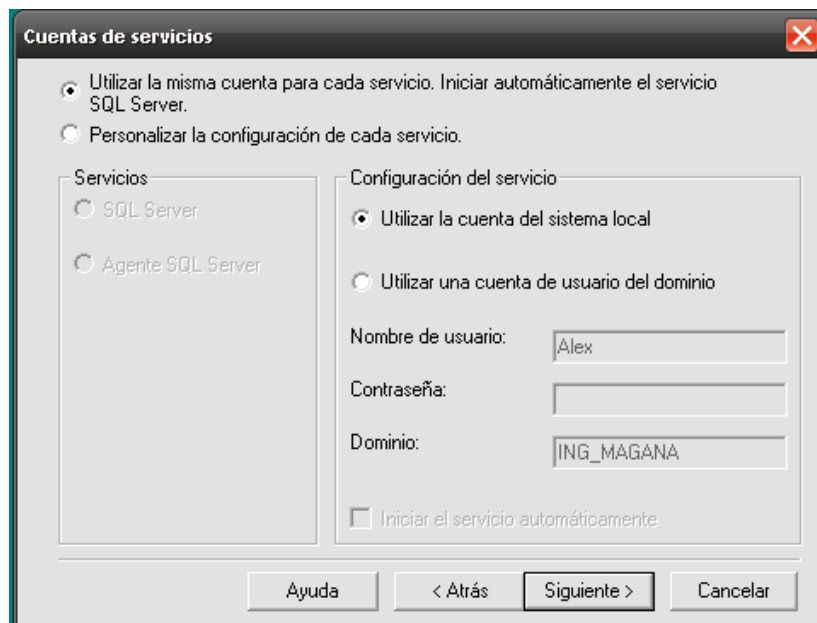 Cuentas de servicios
Utilizar la misma cuenta para cada servicio. Iniciar automáticamente el servicio
SQL Server.
Personalizar la configuración de cada servicio.
Servicios
SQL Server
Agente SQL Server
Configuración del servicio
Utilizar la cuenta del sistema local
Utilizar una cuenta de usuario del dominio
Nombre de usuario:
Alex
Contraseña:
Dominio:
ING_MAGANA
Iniciar el servicio automáticamente
Ayuda
< Atrás
Siguiente >
Cancelar